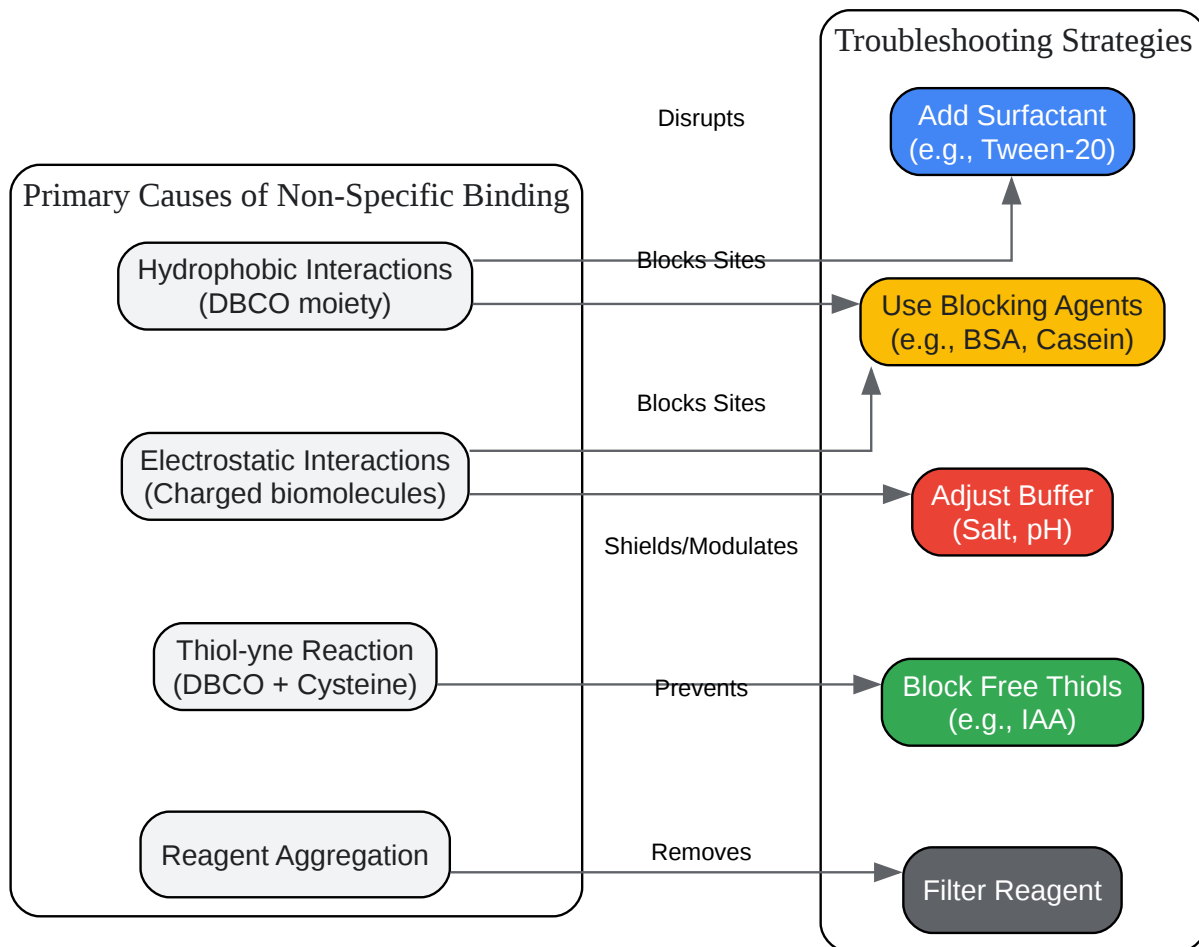 Troubleshooting Strategies
Disrupts
Add Surfactant
(e.g., Tween-20)
Primary Causes of Non-Specific Binding
Hydrophobic Interactions
(DBCO moiety)
Blocks Sites
Use Blocking Agents
(e.g., BSA, Casein)
Blocks Sites
Electrostatic Interactions
(Charged biomolecules)
Adjust Buffer
(Salt, pH)
Shields/Modulates
Thiol-yne Reaction
(DBCO + Cysteine)
Prevents
Block Free Thiols
(e.g., IAA)
Reagent Aggregation
Removes
Filter Reagent